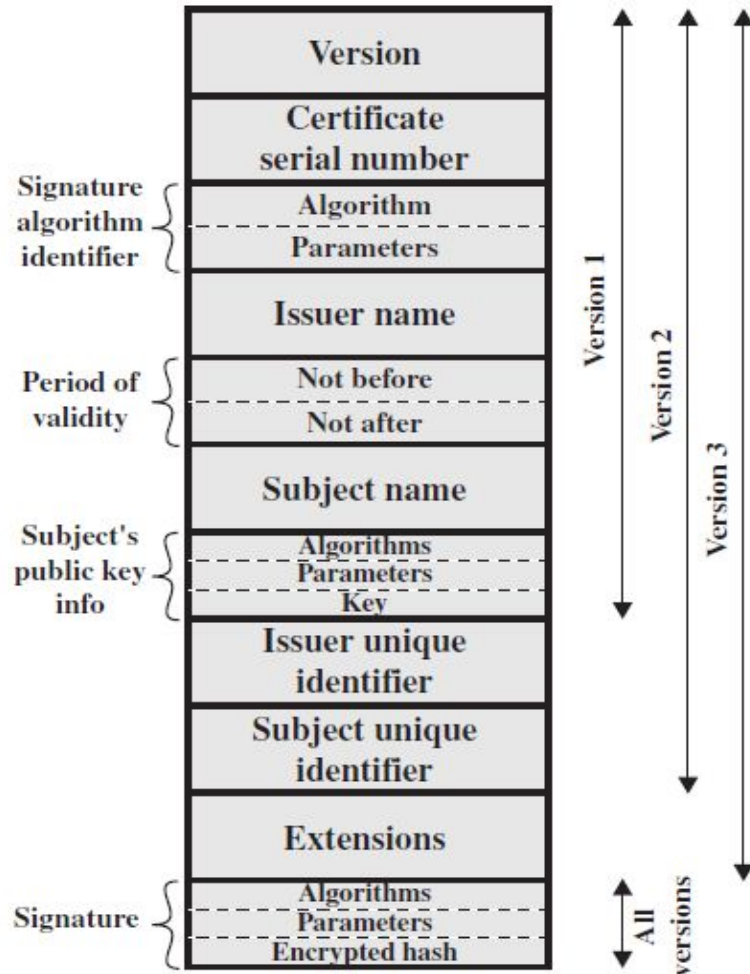 Version
Certificate
serial number
Signature
algorithm
identifier
Algorithm
Parameters
Issuer name
Period of
validity
Not before
Not after
Subject name
Subject's
public key
info
Algorithms
Parameters
Key
Issuer unique
identifier
Subject unique
identifier
Extensions
Signature
Algorithms
Parameters
Encrypted hash
Version 1
Version 2
Version 3
All
versions